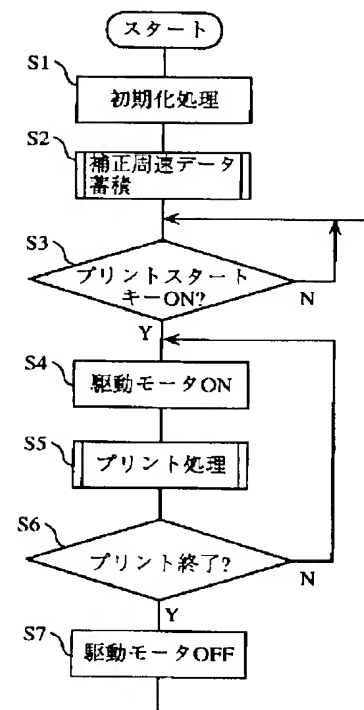 スタート
S1
初期化処理
S2
補正周速データ
蓄積
S3
プリントスタート
キーON?
N
Y
S4
駆動モータON
S5
プリント処理
S6
プリント終了?
N
Y
S7
駆動モータOFF